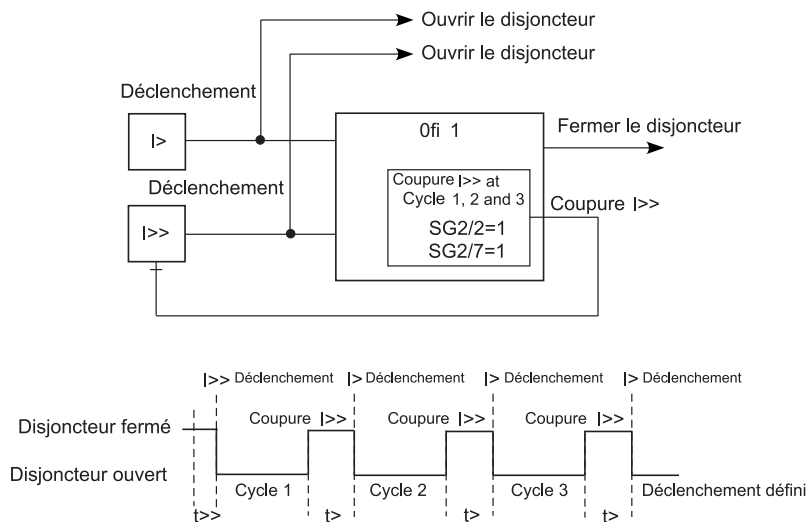 Ouvrir le disjoncteur
Ouvrir le disjoncteur
Déclenchement
I>
0fi 1
Fermer le disjoncteur
Déclenchement
I>>
Coupure I>> at
Cycle 1, 2 and 3
SG2/2=1
SG2/7=1
Coupure I>>
I>> Déclenchement I> Déclenchement I> Déclenchement I> Déclenchement
Disjoncteur fermé Coupure I>> Coupure I>> Coupure I>>
Disjoncteur ouvert Cycle 1 Cycle 2 Cycle 3 Déclenchement défini
t>> t> t> t>